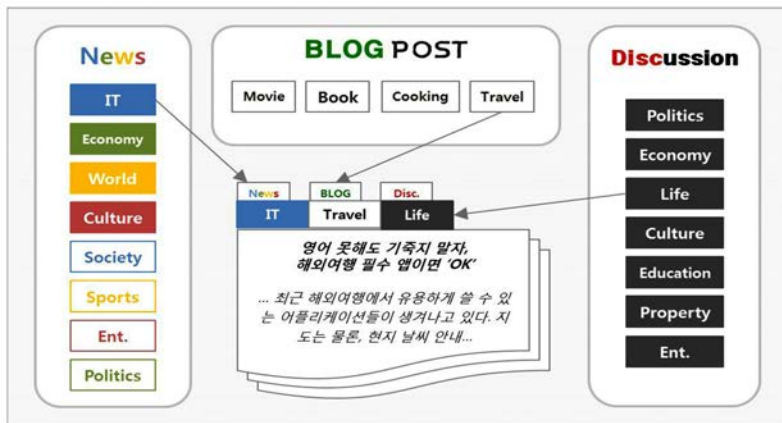 News
IT
Economy
World
Culture
Society
Sports
Ent.
Politics
BLOG POST
Movie
Book
Cooking
Travel
News
BLOG
Disc.
IT
Travel
Life
영어 못해도 기죽지 말자,
해외여행 필수 앱이면 ‘OK’
... 최근 해외여행에서 유용하게 쓸 수 있
는 어플리케이션들이 생겨나고 있다. 지
도는 물론, 현지 날씨 안내...
Discussion
Politics
Economy
Life
Culture
Education
Property
Ent.